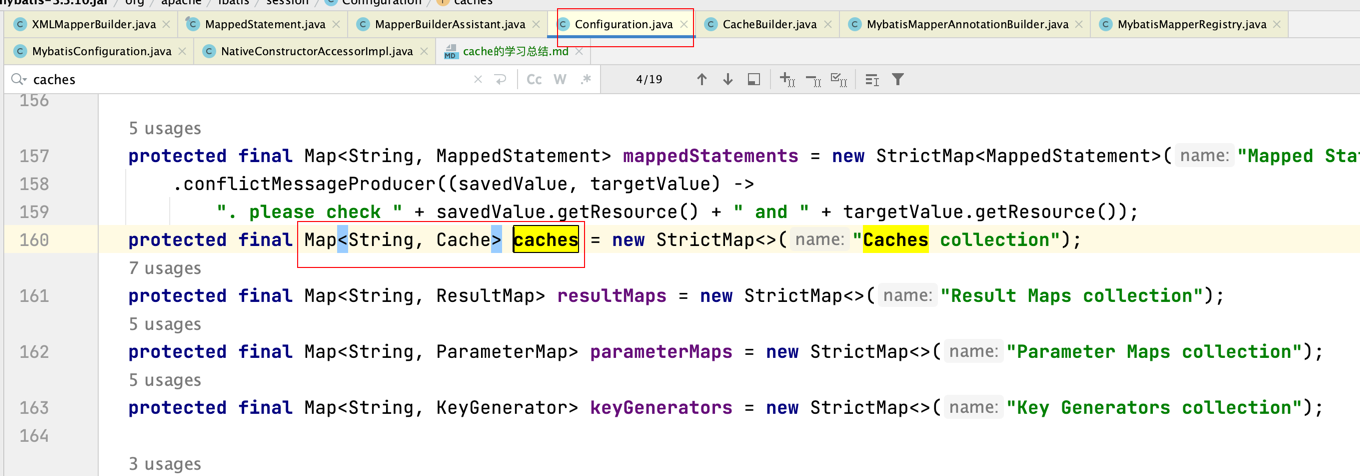 mybatis-3.5.10.jar / org / apache / ibatis / session / Configuration / caches
XMLMapperBuilder.java MappedStatement.java MapperBuilderAssistant.java Configuration.java CacheBuilder.java MybatisMapperAnnotationBuilder.java MybatisMapperRegistry.java
MybatisConfiguration.java NativeConstructorAccessorImpl.java cache的学习总结.md
caches Cc W .* 4/19
156
5 usages
157 protected final Map<String, MappedStatement> mappedStatements = new StrictMap<MappedStatement>( name: "Mapped Sta
158 .conflictMessageProducer((savedValue, targetValue) ->
159 ". please check " + savedValue.getResource() + " and " + targetValue.getResource());
160 protected final Map<String, Cache> caches = new StrictMap<>( name: "Caches collection");
7 usages
161 protected final Map<String, ResultMap> resultMaps = new StrictMap<>( name: "Result Maps collection");
5 usages
162 protected final Map<String, ParameterMap> parameterMaps = new StrictMap<>( name: "Parameter Maps collection");
5 usages
163 protected final Map<String, KeyGenerator> keyGenerators = new StrictMap<>( name: "Key Generators collection");
164
3 usages